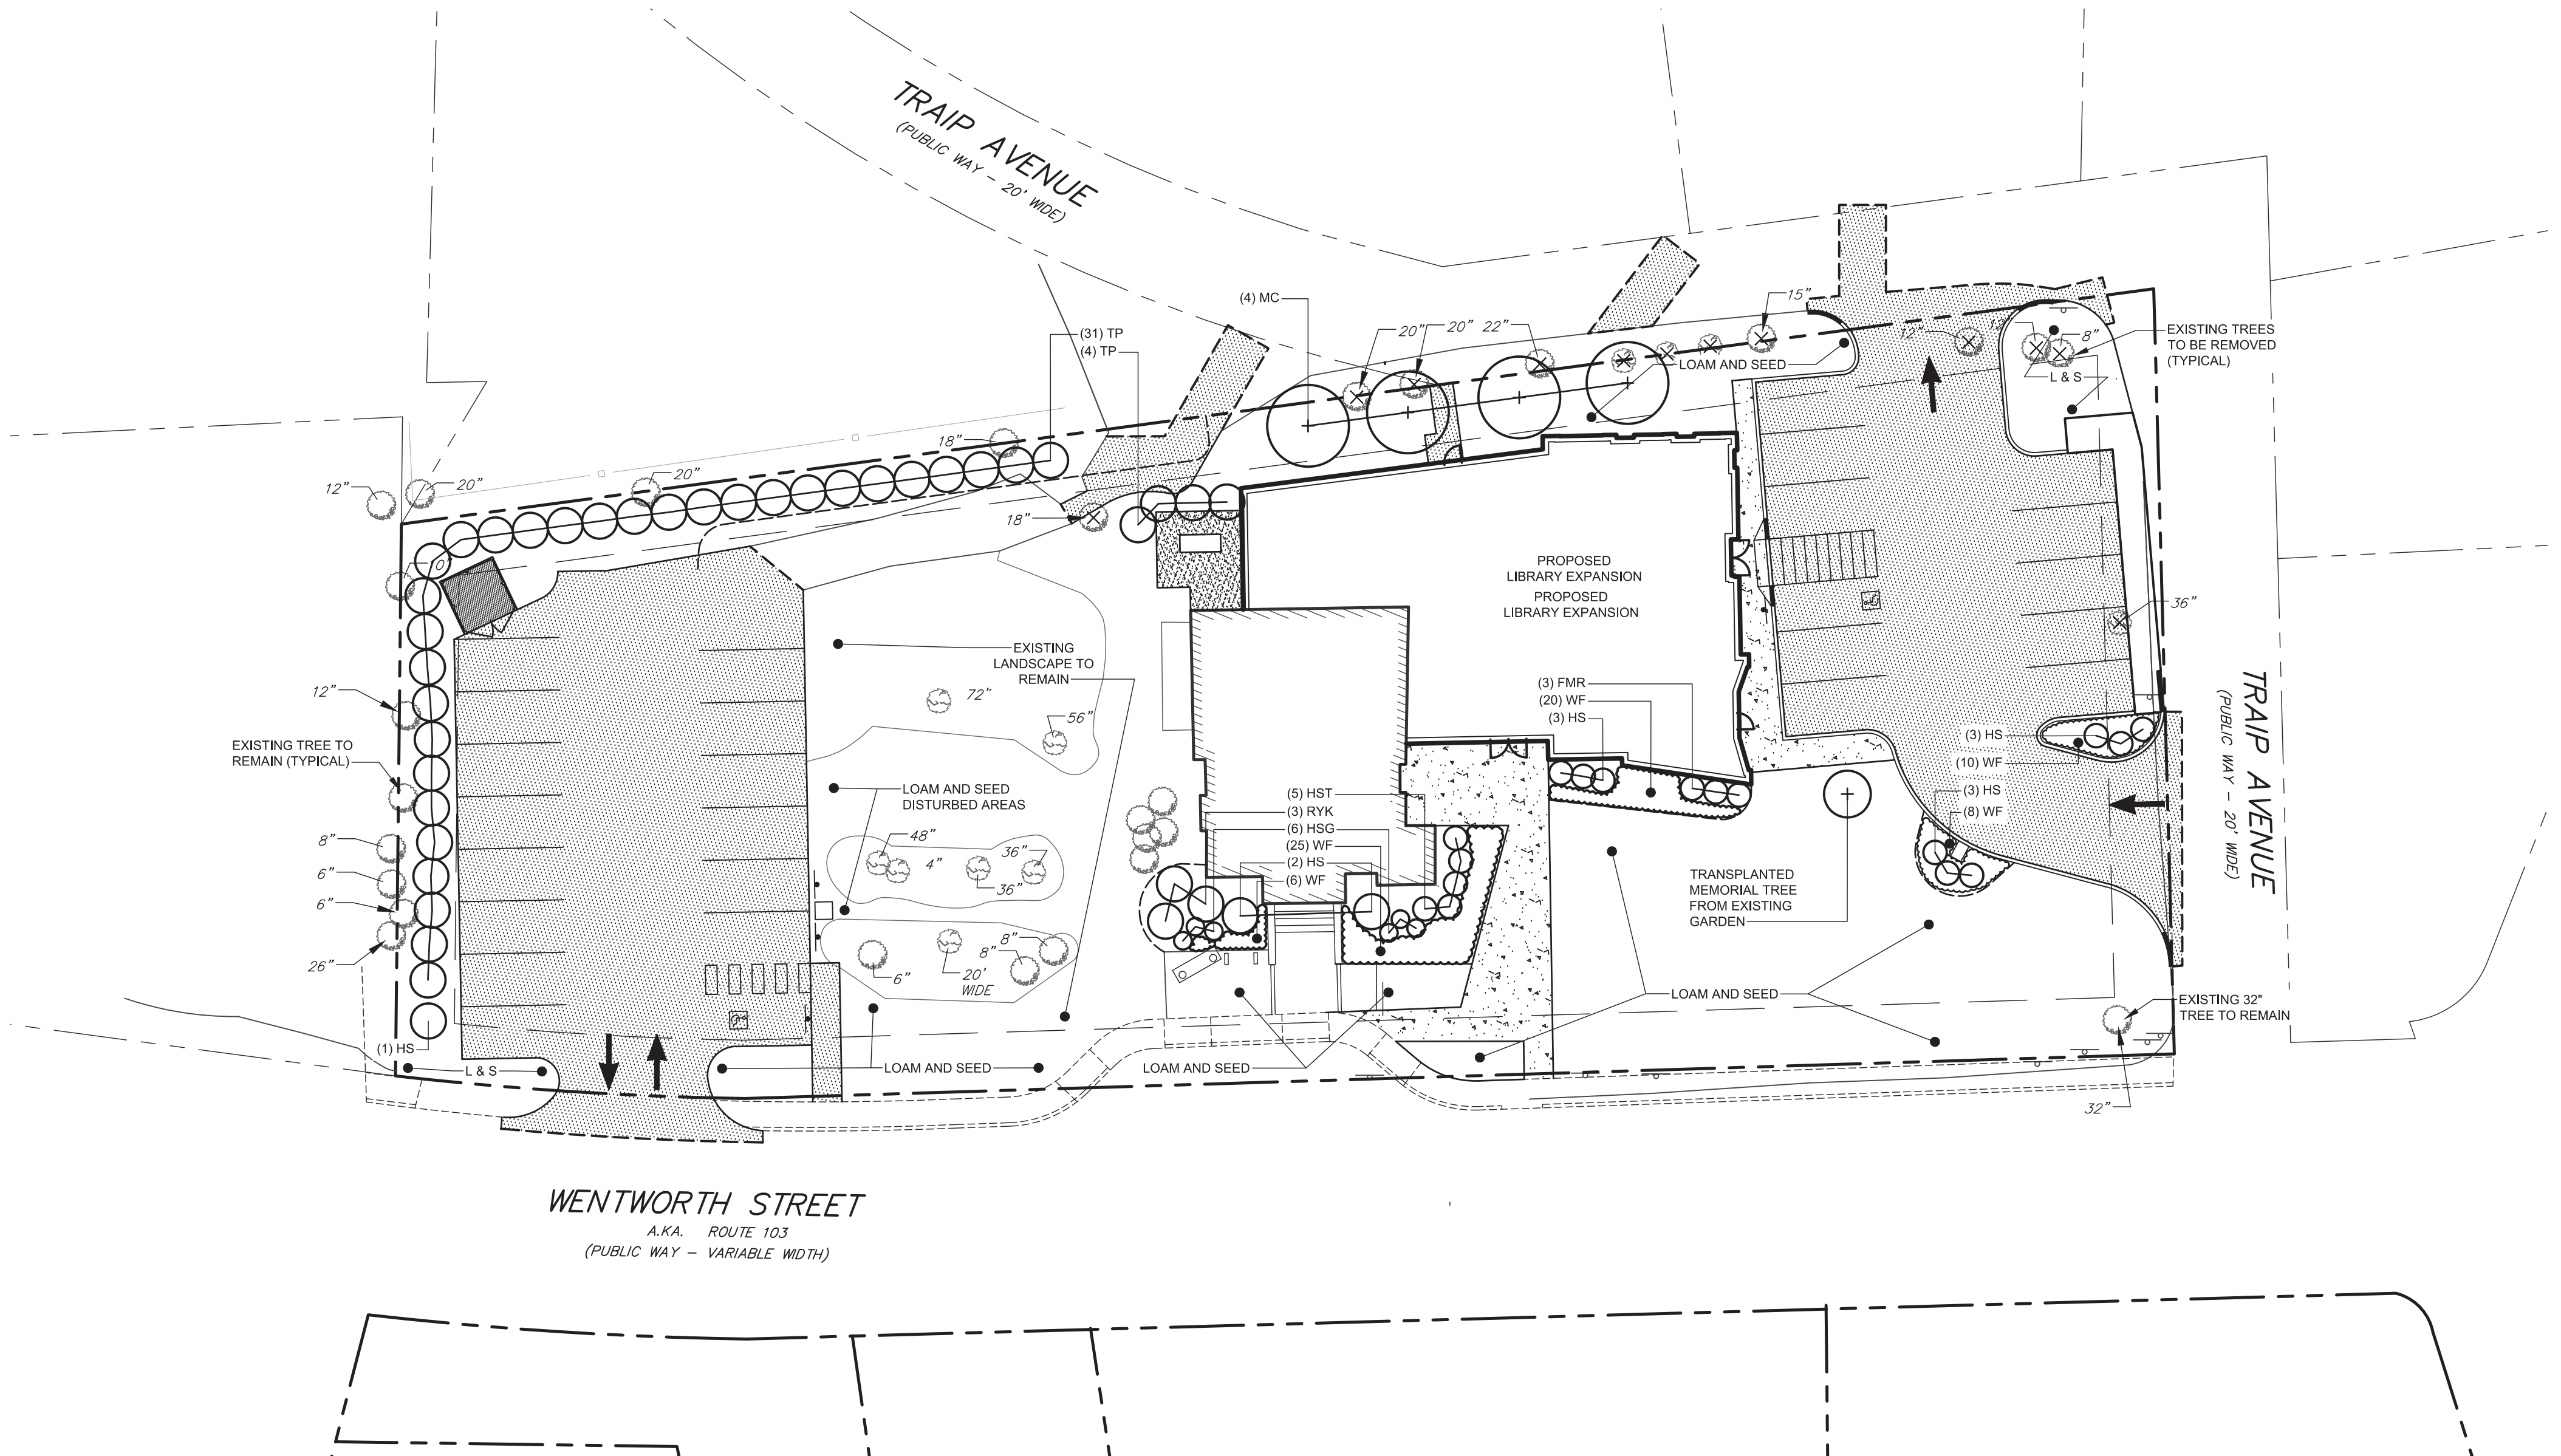 TRAIP AVENUE
(PUBLIC WAY – 20' WIDE)
(4) MC
15"
(31) TP
20"
20"
22"
(4) TP
12"
8"
EXISTING TREES
TO BE REMOVED
(TYPICAL)
LOAM AND SEED
L & S
18"
12"
20"
20"
18"
PROPOSED
LIBRARY EXPANSION
PROPOSED
LIBRARY EXPANSION
36"
EXISTING
LANDSCAPE TO
REMAIN
72"
56"
12"
(3) FMR
(20) WF
(3) HS
TRAIP AVENUE
(PUBLIC WAY – 20' WIDE)
EXISTING TREE TO
REMAIN (TYPICAL)
(3) HS
(10) WF
LOAM AND SEED
DISTURBED AREAS
(5) HST
(3) RYK
(6) HSG
(25) WF
(2) HS
(6) WF
(3) HS
(8) WF
8"
6"
6"
26"
48"
4"
36"
36"
TRANSPLANTED
MEMORIAL TREE
FROM EXISTING
GARDEN
8"
8"
6"
20'
WIDE
LOAM AND SEED
EXISTING 32"
TREE TO REMAIN
(1) HS
L & S
LOAM AND SEED
LOAM AND SEED
32"
WENTWORTH STREET
A.KA. ROUTE 103
(PUBLIC WAY – VARIABLE WIDTH)